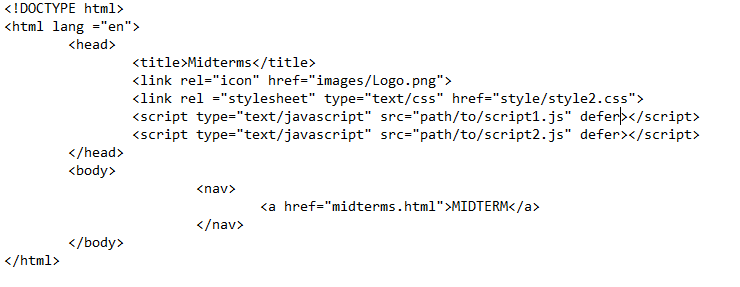 <!DOCTYPE html>
<html lang ="en">
<head>
<title>Midterms</title>
<link rel="icon" href="images/Logo.png">
<link rel ="stylesheet" type="text/css" href="style/style2.css">
<script type="text/javascript" src="path/to/script1.js" defer></script>
<script type="text/javascript" src="path/to/script2.js" defer></script>
</head>
<body>
<nav>
<a href="midterms.html">MIDTERM</a>
</nav>
</body>
</html>